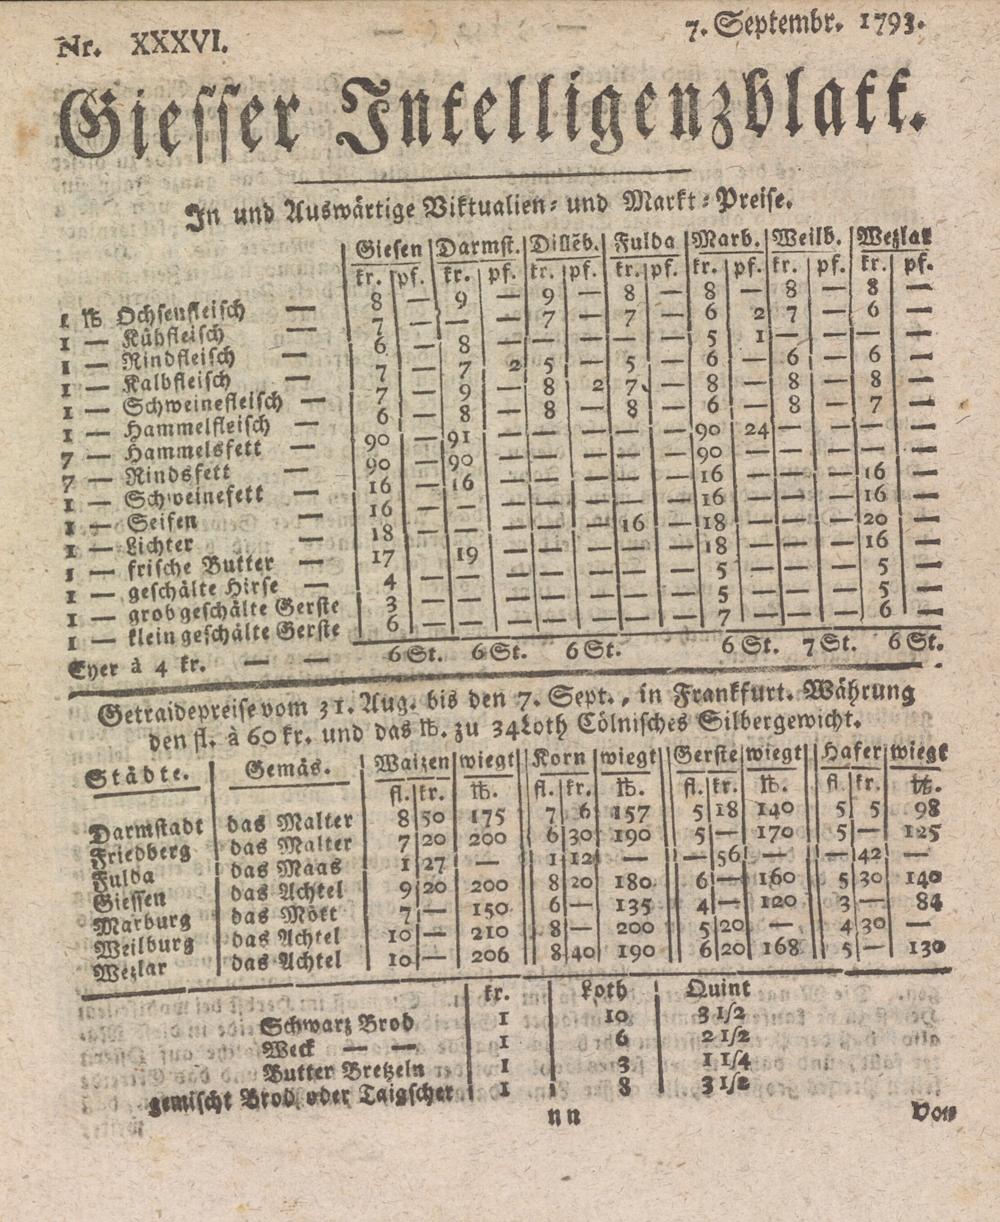 Nr. XXXVI. 7. Septembr. 1793.
Giesser Intelligenzblatt.
In und Auswärtige Viktualien- und Markt-Preise.
Giesen Darmst. Dilleb. Fulda Marb. Weilb. Wezlar
kr. pf. kr. pf. kr. pf. kr. pf. kr. pf. kr. pf. kr. pf.
1 ℔ Ochsenfleisch — 8 — 9 — 9 — 8 — 8 — 8 — 8 —
1 — Kühfleisch 7 — — — 7 — 7 — 6 2 7 — 6 —
1 — Rindfleisch — 6 — 8 — — — — — 5 1 — — — —
1 — Kalbfleisch — 7 — 7 2 5 — 5 — 6 — 6 — 6 —
1 — Schweinefleisch — 7 — 9 — 8 2 7 — 8 — 8 — 8 —
1 — Hammelfleisch — 6 — 8 — 8 — 8 — 6 — 8 — 7 —
7 — Hammelsfett — 90 — 91 — — — — — 90 24 — — — —
7 — Rindsfett — 90 — 90 — — — — — 90 — — — — —
1 — Schweinefett — 16 — 16 — — — — — 16 — — — 16 —
1 — Seifen — 16 — — — — — — — 16 — — — 16 —
1 — Lichter — 18 — — — — — 16 — 18 — — — 20 —
1 — frische Butter — 17 — 19 — — — — — 18 — — — 16 —
1 — geschälte Hirse — 4 — — — — — — — 5 — — — 5 —
1 — grobgeschälte Gerste 3 — — — — — — — 5 — — — 5 —
1 — kleingeschälte Gerste 6 — — — — — — — 7 — — — 6 —
Eyer à 4 kr. — — 6 St. 6 St. 6 St. 6 St. 7 St. 6 St.
Getraidepreise vom 31. Aug. bis den 7. Sept., in Frankfurt. Währung
den fl. à 60 kr. und das ℔. zu 34 Loth Cölnisches Silbergewicht.
Städte. Gemäs. Waizen wiegt Korn wiegt Gerste wiegt Hafer wiegt
fl. kr. ℔. fl. kr. ℔. fl. kr. ℔. fl. kr. ℔.
Darmstadt das Malter 8 50 175 7 6 157 5 18 140 5 5 98
Friedberg das Malter 7 20 200 6 30 190 5 — 170 5 — 125
Fulda das Maas 1 27 — 1 12 — — 56 — — 42 —
Giessen das Achtel 9 20 200 8 20 180 6 — 160 5 30 140
Marburg das Mött 7 — 150 6 — 135 4 — 120 3 — 84
Weilburg das Achtel 10 — 210 8 — 200 5 20 — 4 30 —
Wezlar das Achtel 10 — 206 8 40 190 6 20 168 5 — 130
kr. Loth Quint
Schwarz Brod 1 10 3 1/2
Weck — — 1 6 2 1/2
Butter Bretzeln 1 3 1 1/4
gemischt Brod oder Taigscher 1 8 3 1/2
nn Von